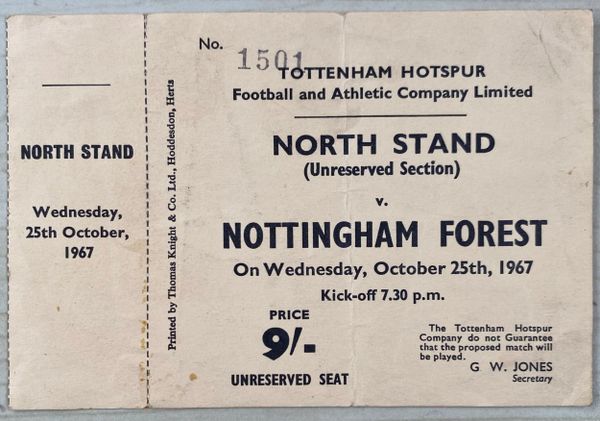 NORTH STAND
Wednesday,
25th October,
1967
Printed by Thomas Knight & Co. Ltd., Hoddesdon, Herts
No. 1501
TOTTENHAM HOTSPUR
Football and Athletic Company Limited
NORTH STAND
(Unreserved Section)
v.
NOTTINGHAM FOREST
On Wednesday, October 25th, 1967
Kick-off 7.30 p.m.
PRICE
9/-
UNRESERVED SEAT
The Tottenham Hotspur
Company do not Guarantee
that the proposed match will
be played.
G. W. JONES
Secretary